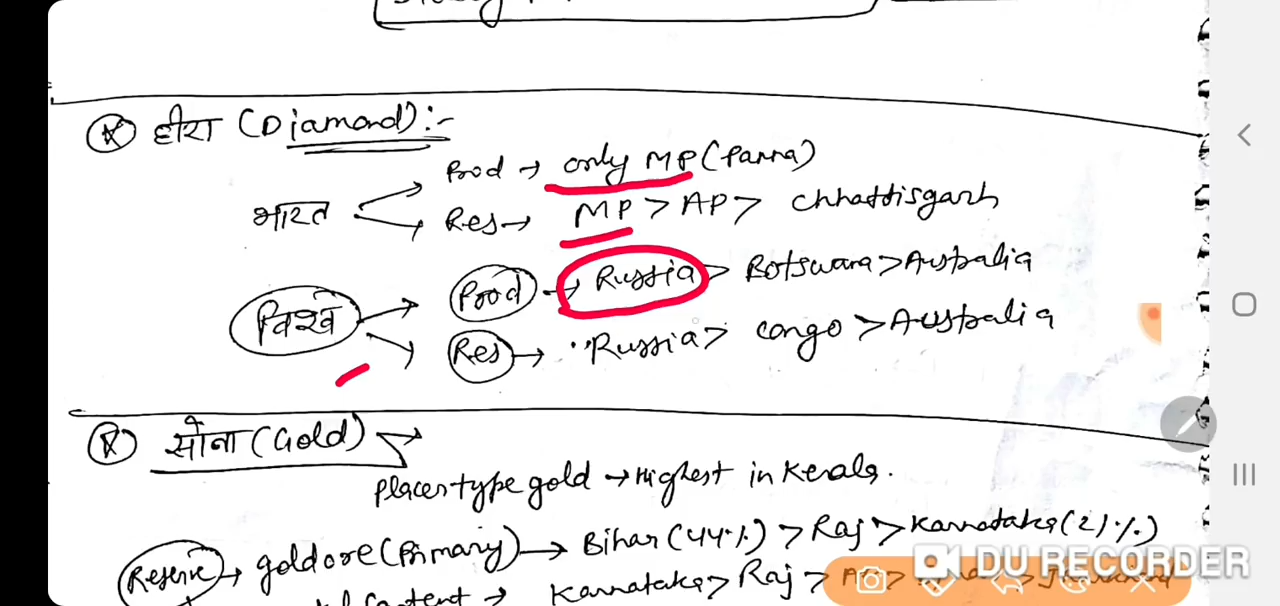 हीरा (Diamond) :-
Prod → only MP (Panna)
भारत
Res → MP > AP > Chhattisgarh
Prod → Russia > Botswana > Australia
विश्व
Res → Russia > Congo > Australia
सोना (Gold)
Placer type gold → Highest in Kerala.
Reserve → gold ore (Primary) → Bihar (44%) > Raj > Karnataka (21%)
Content → Karnataka > Raj >
DU RECORDER